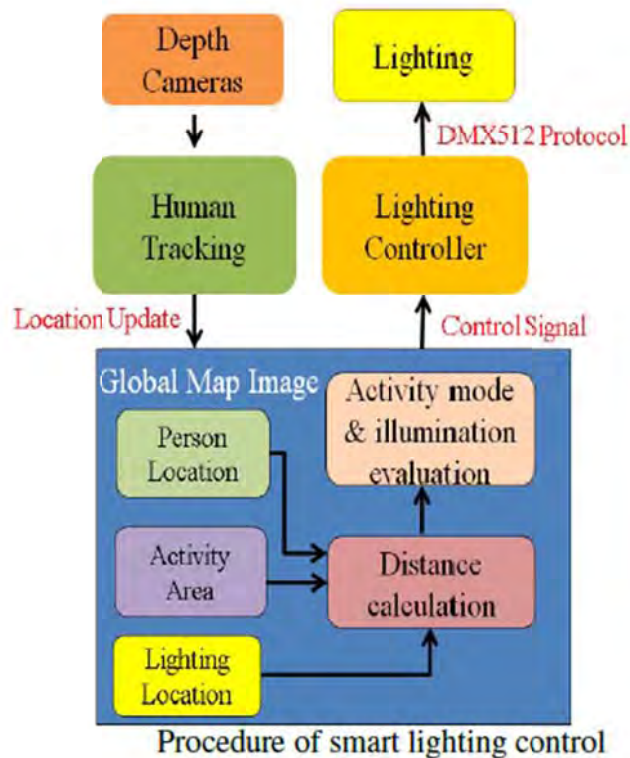 Depth
Cameras
Lighting
DMX512 Protocol
Human
Tracking
Lighting
Controller
Location Update
Control Signal
Global Map Image
Activity mode
& illumination
evaluation
Person
Location
Activity
Area
Distance
calculation
Lighting
Location
Procedure of smart lighting control